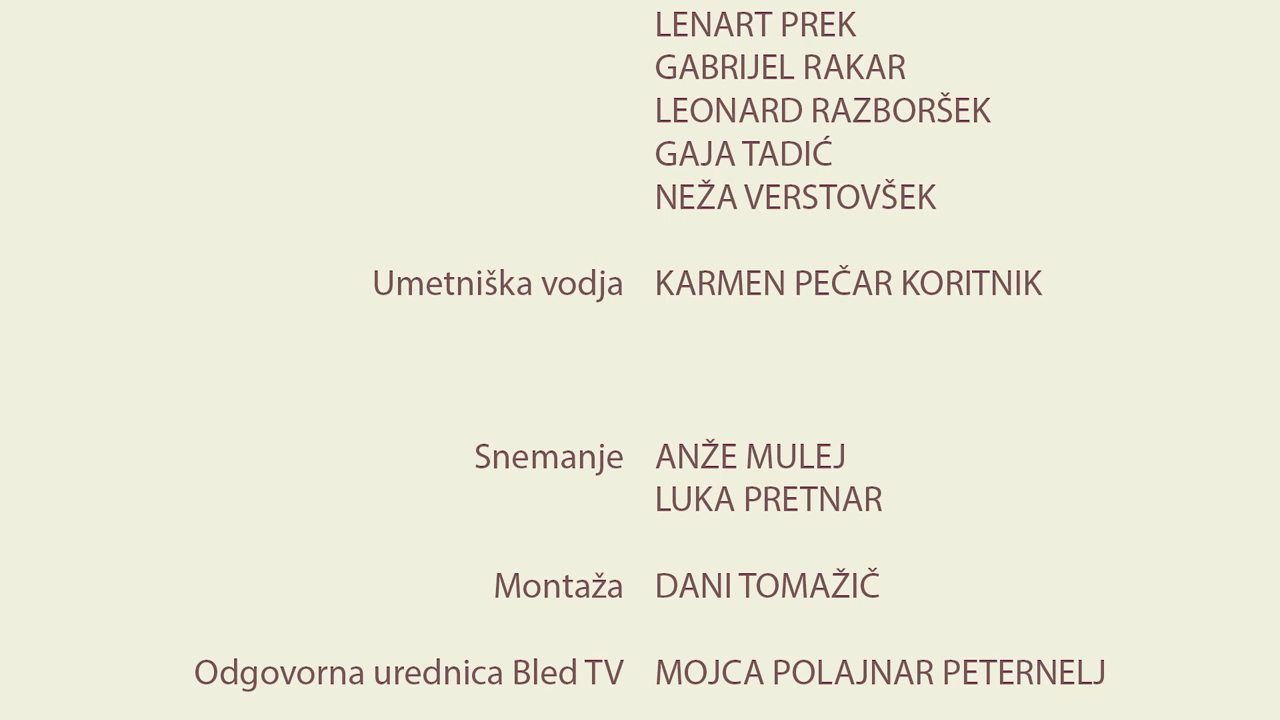 LENART PREK
GABRIJEL RAKAR
LEONARD RAZBORŠEK
GAJA TADIĆ
NEŽA VERSTOVŠEK
Umetniška vodja KARMEN PEČAR KORITNIK
Snemanje ANŽE MULEJ
LUKA PRETNAR
Montaža DANI TOMAŽIČ
Odgovorna urednica Bled TV MOJCA POLAJNAR PETERNELJ